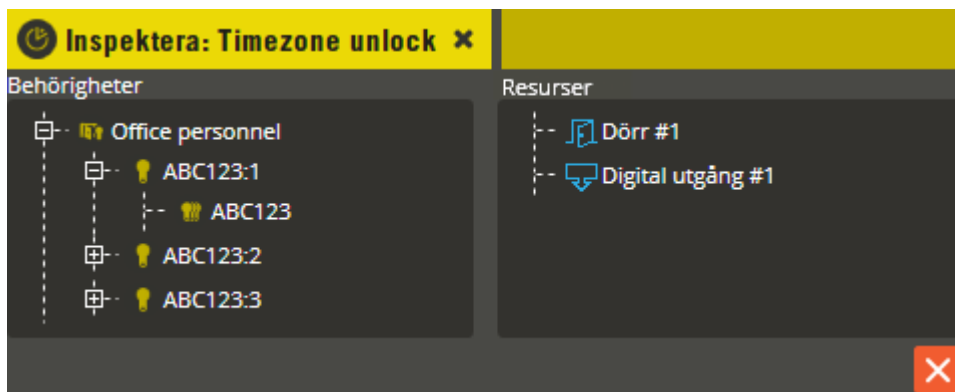 Inspektera: Timezone unlock
Behörigheter
Office personnel
ABC123:1
ABC123
ABC123:2
ABC123:3
Resurser
Dörr #1
Digital utgång #1